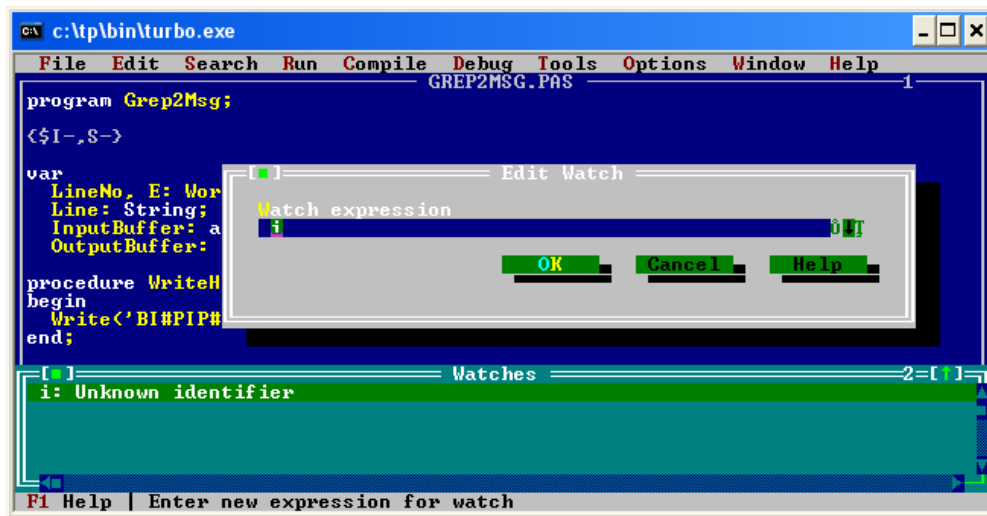 c:\tp\bin\turbo.exe
File Edit Search Run Compile Debug Tools Options Window Help
GREP2MSG.PAS 1
program Grep2Msg;
{$I-,S-}
var
LineNo, E: Wor
Line: String;
InputBuffer: a
OutputBuffer:
procedure WriteH
begin
Write('BI#PIP#
end;
Edit Watch
Watch expression
i
OK Cancel Help
Watches 2=[↑]
i: Unknown identifier
F1 Help | Enter new expression for watch